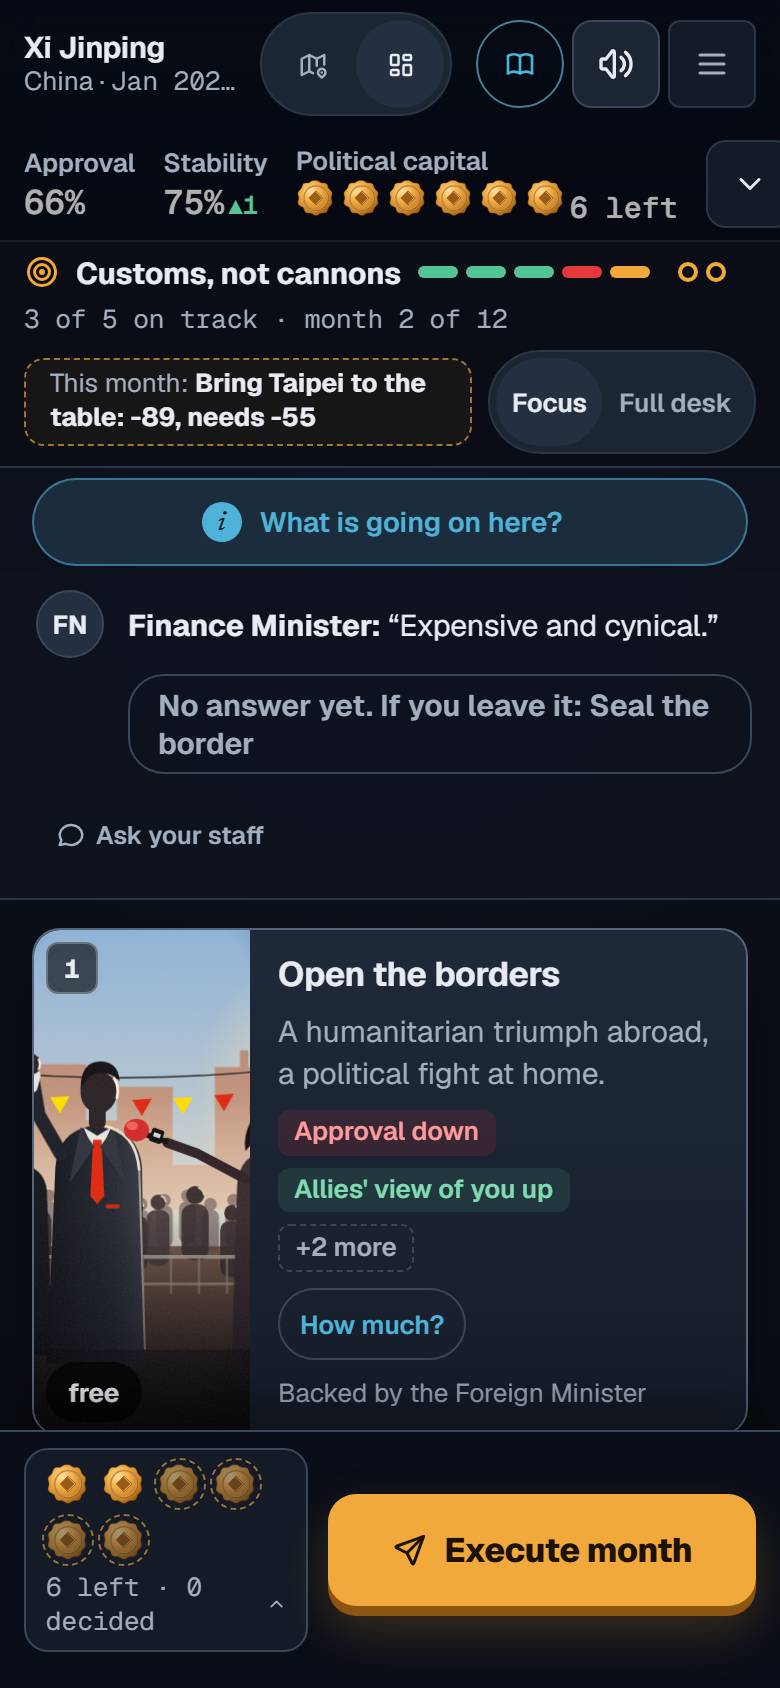 Xi Jinping
China · Jan 202…
Approval
66%
Stability
75%▲1
Political capital
6 left
Customs, not cannons
3 of 5 on track · month 2 of 12
This month: Bring Taipei to the
table: -89, needs -55
Focus
Full desk
i What is going on here?
FN
Finance Minister: “Expensive and cynical.”
No answer yet. If you leave it: Seal the
border
Ask your staff
1
Open the borders
A humanitarian triumph abroad,
a political fight at home.
Approval down
Allies' view of you up
+2 more
How much?
free
Backed by the Foreign Minister
6 left · 0
decided
Execute month